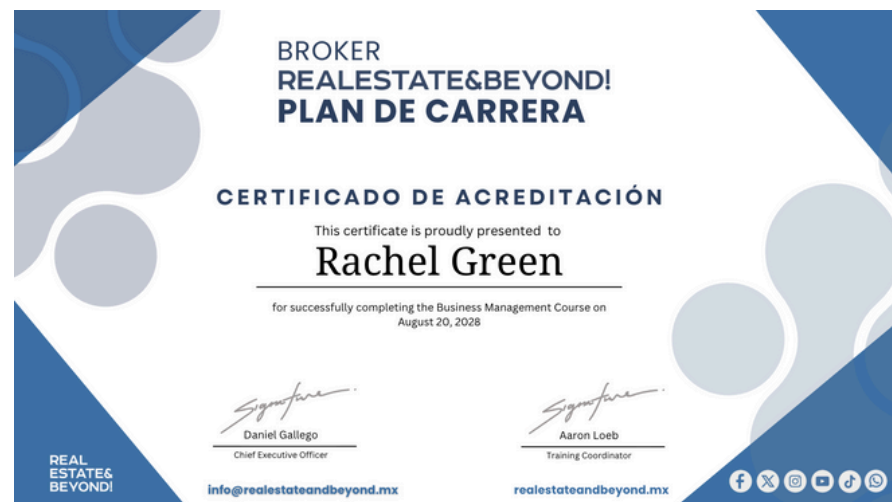 BROKER
REALESTATE&BEYOND!
PLAN DE CARRERA
CERTIFICADO DE ACREDITACIÓN
This certificate is proudly presented to
Rachel Green
for successfully completing the Business Management Course on
August 20, 2028
Signature
Daniel Gallego
Chief Executive Officer
Signature
Aaron Loeb
Training Coordinator
REAL
ESTATE&
BEYOND!
info@realestateandbeyond.mx
realestateandbeyond.mx